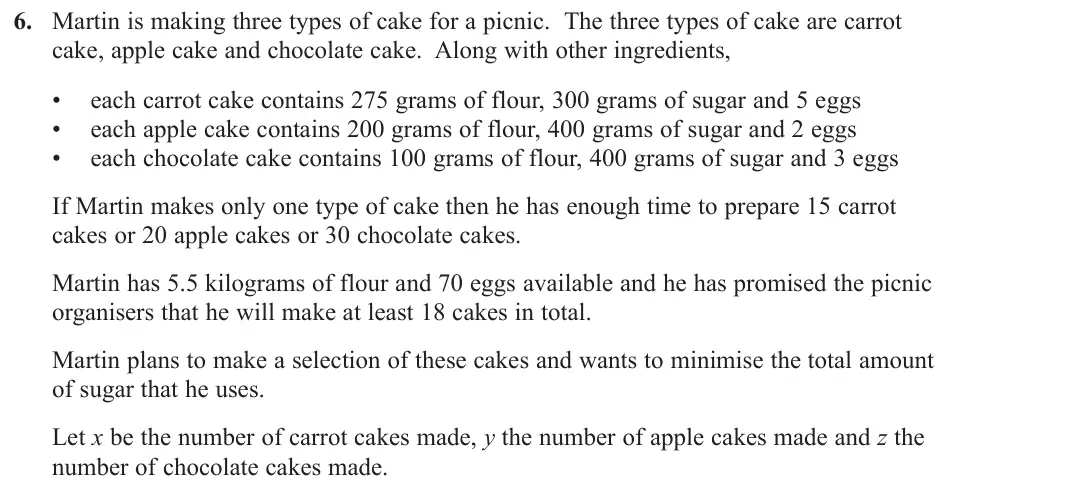 6. Martin is making three types of cake for a picnic. The three types of cake are carrot
cake, apple cake and chocolate cake. Along with other ingredients,
• each carrot cake contains 275 grams of flour, 300 grams of sugar and 5 eggs
• each apple cake contains 200 grams of flour, 400 grams of sugar and 2 eggs
• each chocolate cake contains 100 grams of flour, 400 grams of sugar and 3 eggs
If Martin makes only one type of cake then he has enough time to prepare 15 carrot
cakes or 20 apple cakes or 30 chocolate cakes.
Martin has 5.5 kilograms of flour and 70 eggs available and he has promised the picnic
organisers that he will make at least 18 cakes in total.
Martin plans to make a selection of these cakes and wants to minimise the total amount
of sugar that he uses.
Let x be the number of carrot cakes made, y the number of apple cakes made and z the
number of chocolate cakes made.